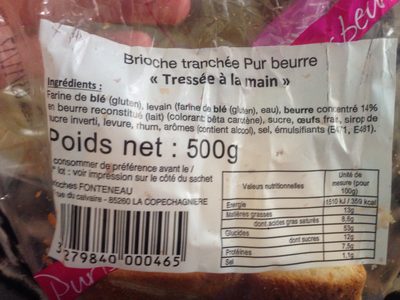 Pur beurre
Brioche tranchée Pur beurre
« Tressée à la main »
Ingrédients :
Farine de blé (gluten), levain (farine de blé (gluten), eau), beurre concentré 14%
en beurre reconstitué (lait) (colorant: bêta carotène), sucre, œufs frais, sirop de
sucre inverti, levure, rhum, arômes (contient alcool), sel, émulsifiants (E471, E481).
Poids net : 500g
consommer de préférence avant le /
lot : voir impression sur le côté du sachet
Brioches FONTENEAU
rue du calvaire - 85260 LA COPECHAGNIERE
3 279840 000465
Valeurs nutritionnelles
Unité de
mesure (pour
100g)
Energie 1510 kJ / 359 kcal
Matières grasses 13g
dont acides gras saturés 8,6g
Glucides 53g
dont sucres 12g
Protéines 7,5g
Sel 1,1g
Pur